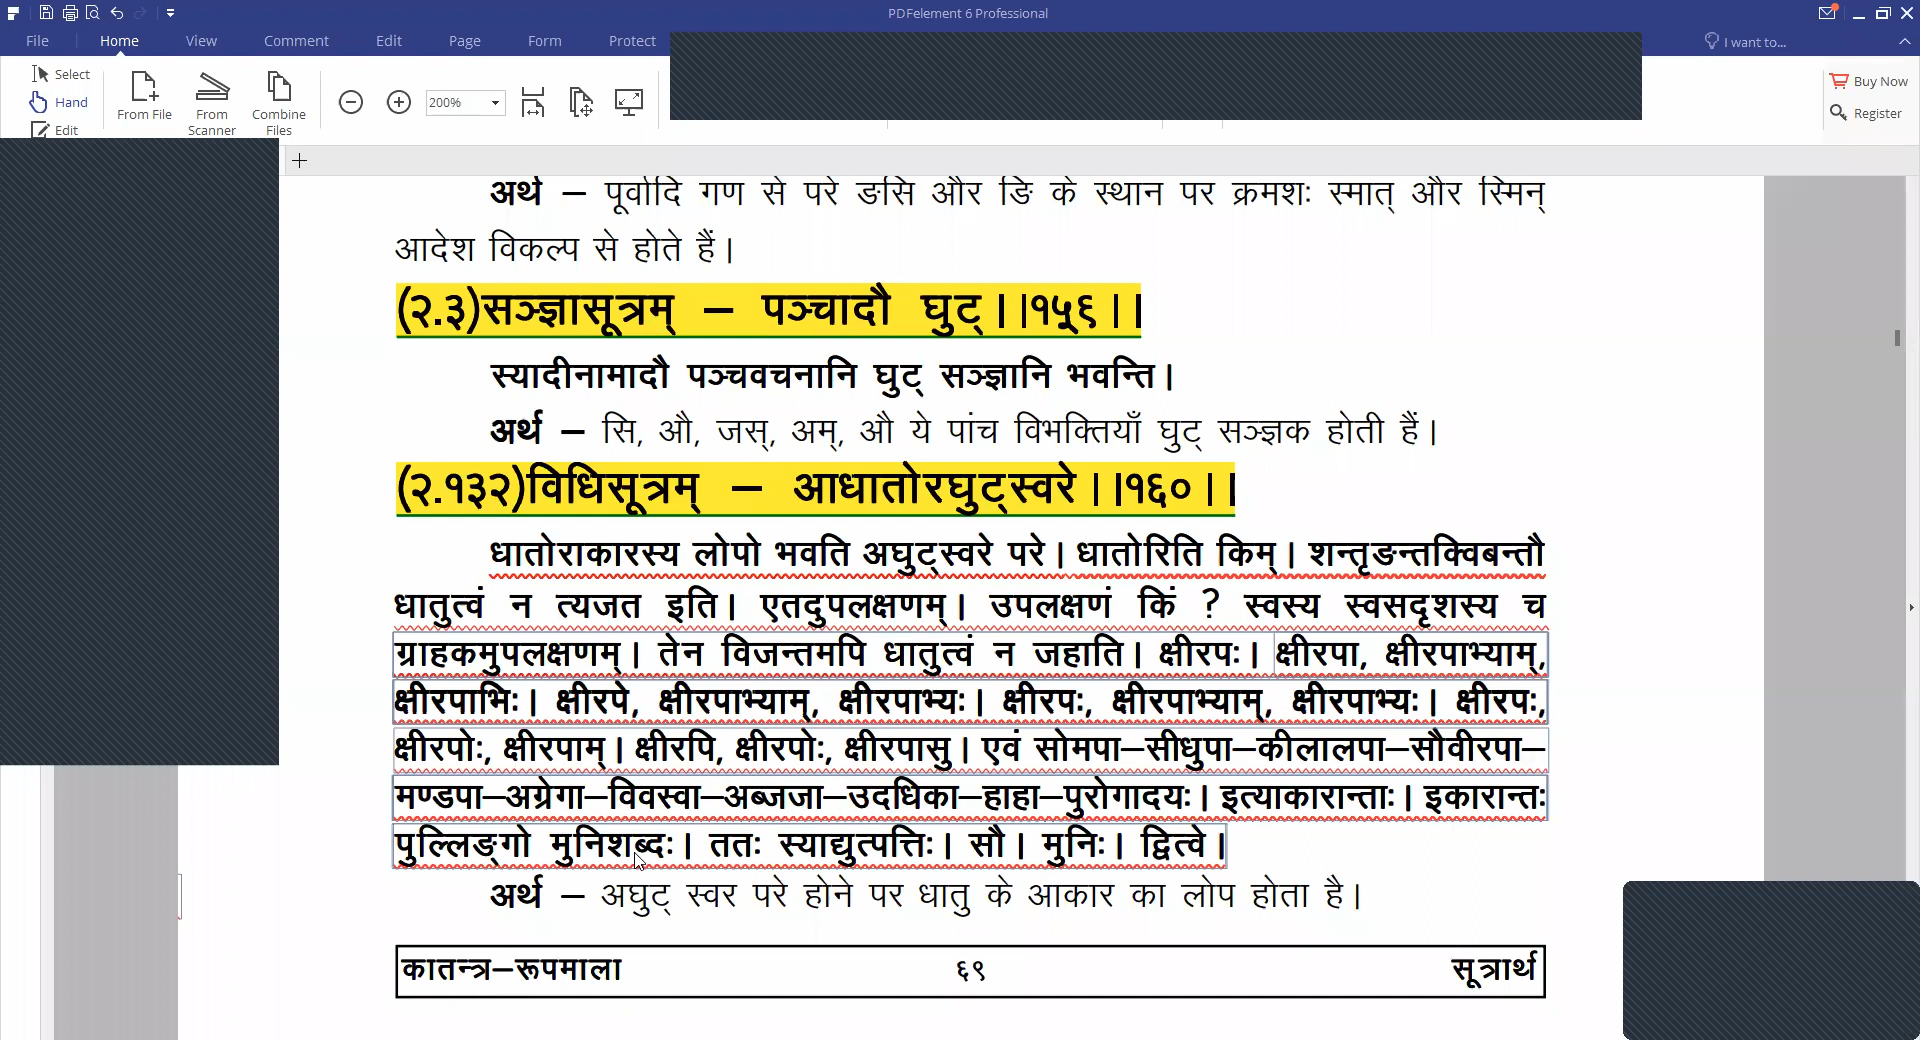 PDFelement 6 Professional
File Home View Comment Edit Page Form Protect I want to...
Select
Hand
Edit
From File
From Scanner
Combine Files
200%
Buy Now
Register
अर्थ – पूर्वादि गण से परे ङसि और ङि के स्थान पर क्रमशः स्मात् और स्मिन्
आदेश विकल्प से होते हैं।
(२.३)सञ्ज्ञासूत्रम् – पञ्चादौ घुट्।।१५९।।
स्यादीनामादौ पञ्चवचनानि घुट् सञ्ज्ञानि भवन्ति।
अर्थ – सि, औ, जस्, अम्, औ ये पांच विभक्तियाँ घुट् सञ्ज्ञक होती हैं।
(२.१३२)विधिसूत्रम् – आधातोरघुट्स्वरे।।१६०।।
धातोराकारस्य लोपो भवति अघुट्स्वरे परे। धातोरिति किम्। शन्तृङन्तक्विबन्तौ
धातुत्वं न त्यजत इति। एतदुपलक्षणम्। उपलक्षणं किं ? स्वस्य स्वसदृशस्य च
ग्राहकमुपलक्षणम्। तेन विजन्तमपि धातुत्वं न जहाति। क्षीरपः। क्षीरपा, क्षीरपाभ्याम्,
क्षीरपाभिः। क्षीरपे, क्षीरपाभ्याम्, क्षीरपाभ्यः। क्षीरपः, क्षीरपाभ्याम्, क्षीरपाभ्यः। क्षीरपः,
क्षीरपोः, क्षीरपाम्। क्षीरपि, क्षीरपोः, क्षीरपासु। एवं सोमपा–सीधुपा–कीलालपा–सौवीरपा–
मण्डपा–अग्रेगा–विवस्वा–अब्जजा–उदधिका–हाहा–पुरोगादयः। इत्याकारान्ताः। इकारान्तः
पुल्लिङ्गो मुनिशब्दः। ततः स्याद्युत्पत्तिः। सौ। मुनिः। द्वित्वे।
अर्थ – अघुट् स्वर परे होने पर धातु के आकार का लोप होता है।
कातन्त्र–रूपमाला ६९ सूत्रार्थ